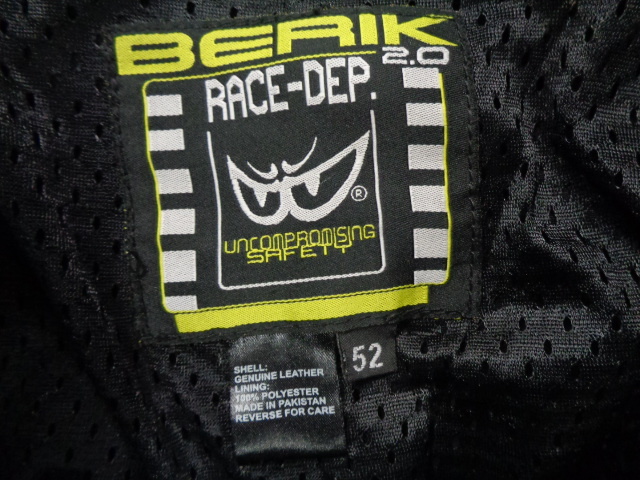 BERIK
2.0
RACE-DEP.
®
UNCOMPROMISING
SAFETY
52
SHELL:
GENUINE LEATHER
LINING:
100% POLYESTER
MADE IN PAKISTAN
REVERSE FOR CARE